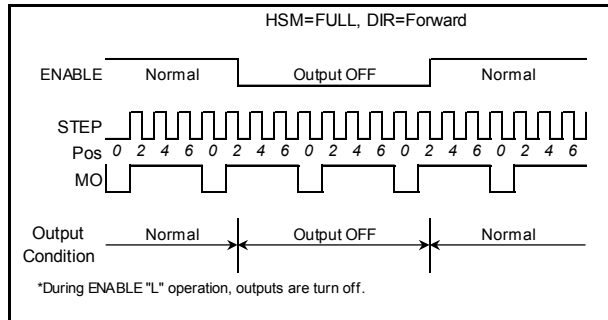 HSM=FULL, DIR=Forward
ENABLE Normal Output OFF Normal
STEP
Pos 0 2 4 6 0 2 4 6 0 2 4 6 0 2 4 6 0 2 4 6
MO
Output Condition Normal Output OFF Normal
*During ENABLE "L" operation, outputs are turn off.